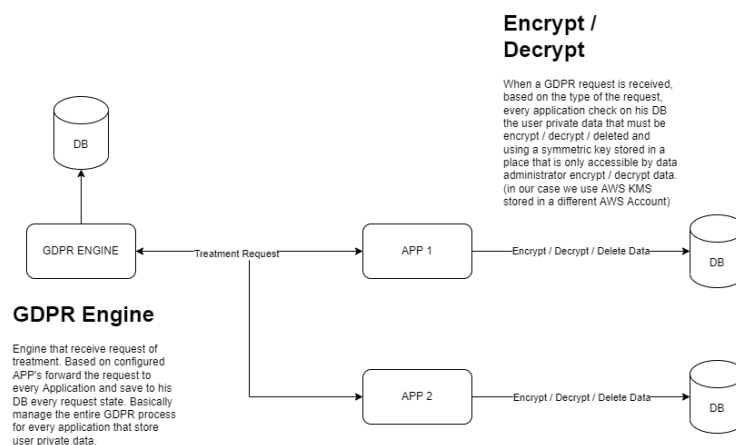 Encrypt /
Decrypt
When a GDPR request is received,
based on the type of the request,
every application check on his DB
the user private data that must be
encrypt / decrypt / deleted and
using a symmetric key stored in a
place that is only accessible by data
administrator encrypt / decrypt data.
(in our case we use AWS KMS
stored in a different AWS Account)
DB
GDPR ENGINE
Treatment Request
APP 1
Encrypt / Decrypt / Delete Data
DB
GDPR Engine
Engine that receive request of
treatment. Based on configured
APP's forward the request to
every Application and save to his
DB every request state. Basically
manage the entire GDPR process
for every application that store
user private data.
APP 2
Encrypt / Decrypt / Delete Data
DB